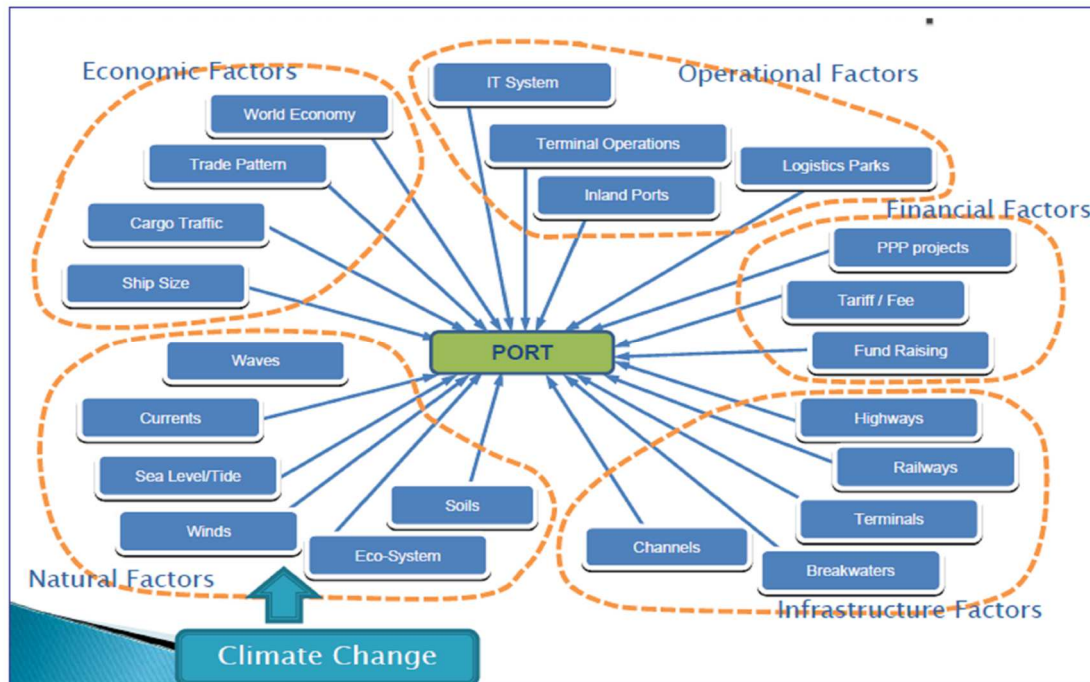 Economic Factors
World Economy
Trade Pattern
Cargo Traffic
Ship Size
IT System
Operational Factors
Terminal Operations
Logistics Parks
Inland Ports
Financial Factors
PPP projects
Tariff / Fee
Fund Raising
PORT
Waves
Currents
Sea Level/Tide
Winds
Soils
Eco-System
Natural Factors
Highways
Railways
Terminals
Channels
Breakwaters
Infrastructure Factors
Climate Change